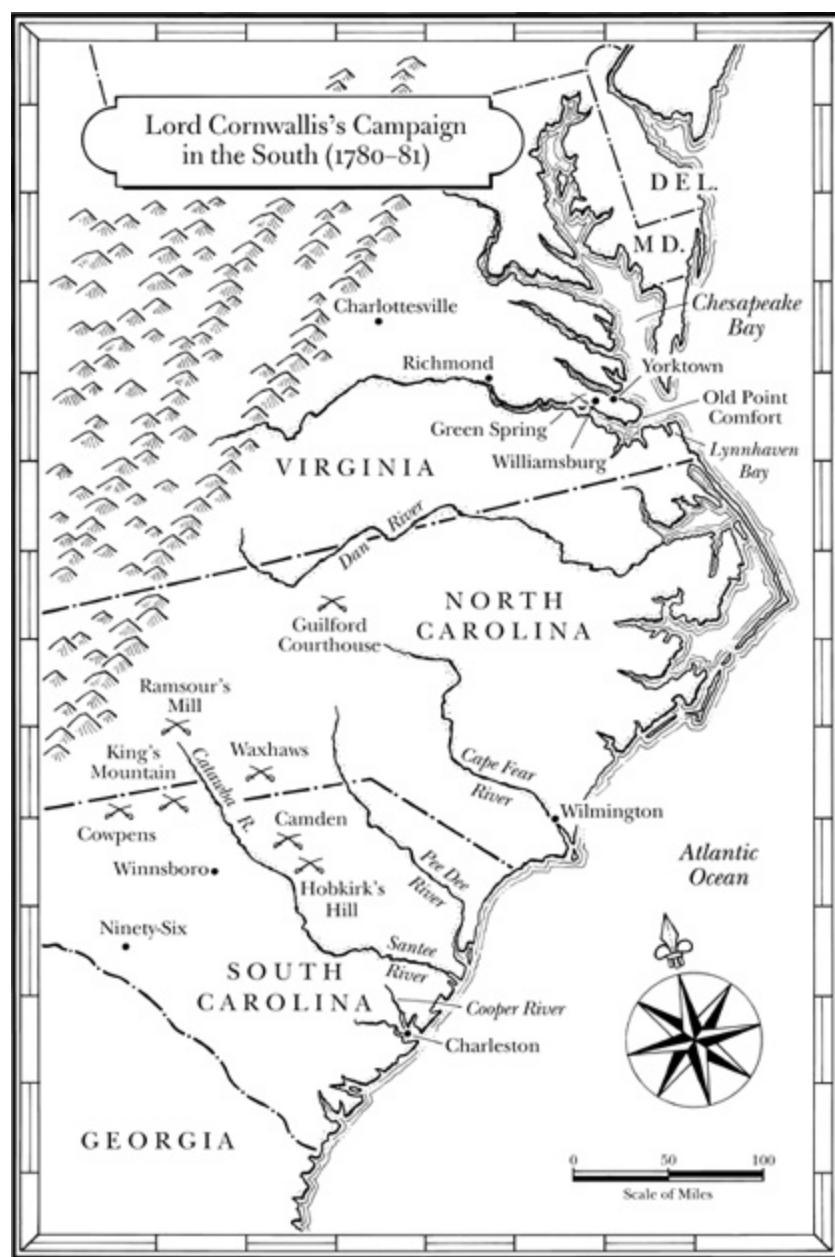 Lord Cornwallis's Campaign
in the South (1780–81)
DEL.
MD.
Chesapeake
Bay
Charlottesville
Richmond
Yorktown
Old Point
Comfort
Green Spring
Williamsburg
Lynnhaven
Bay
VIRGINIA
Dan River
NORTH
CAROLINA
Guilford
Courthouse
Ramsour's
Mill
King's
Mountain
Waxhaws
Catawba R.
Cape Fear
River
Cowpens
Camden
Wilmington
Winnsboro
Hobkirk's
Hill
Pee Dee
River
Atlantic
Ocean
Ninety-Six
Santee
River
SOUTH
CAROLINA
Cooper River
Charleston
GEORGIA
0 50 100
Scale of Miles